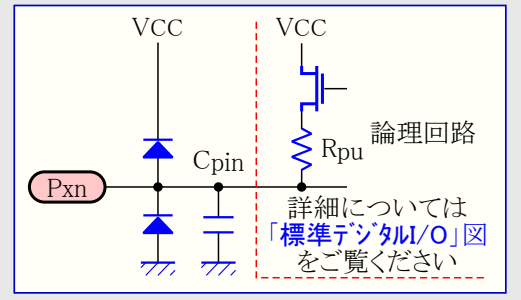 VCC
VCC
論理回路
Rpu
Cpin
Pxn
詳細については
「標準デジタルI/O」図
をご覧ください